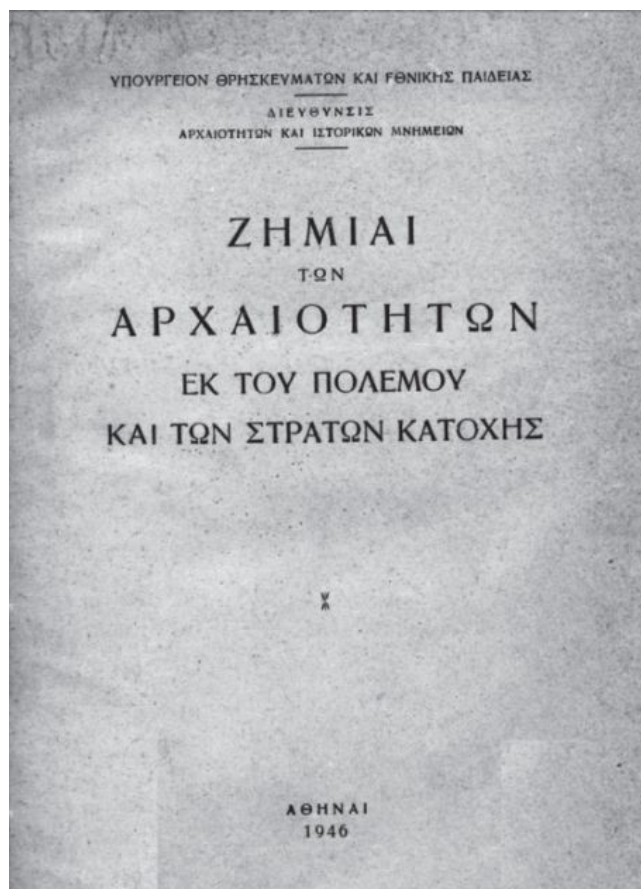 ΥΠΟΥΡΓΕΙΟΝ ΘΡΗΣΚΕΥΜΑΤΩΝ ΚΑΙ ΕΘΝΙΚΗΣ ΠΑΙΔΕΙΑΣ
ΔΙΕΥΘΥΝΣΙΣ
ΑΡΧΑΙΟΤΗΤΩΝ ΚΑΙ ΙΣΤΟΡΙΚΩΝ ΜΝΗΜΕΙΩΝ
ΖΗΜΙΑΙ
ΤΩΝ
ΑΡΧΑΙΟΤΗΤΩΝ
ΕΚ ΤΟΥ ΠΟΛΕΜΟΥ
ΚΑΙ ΤΩΝ ΣΤΡΑΤΩΝ ΚΑΤΟΧΗΣ
ΑΘΗΝΑΙ
1946